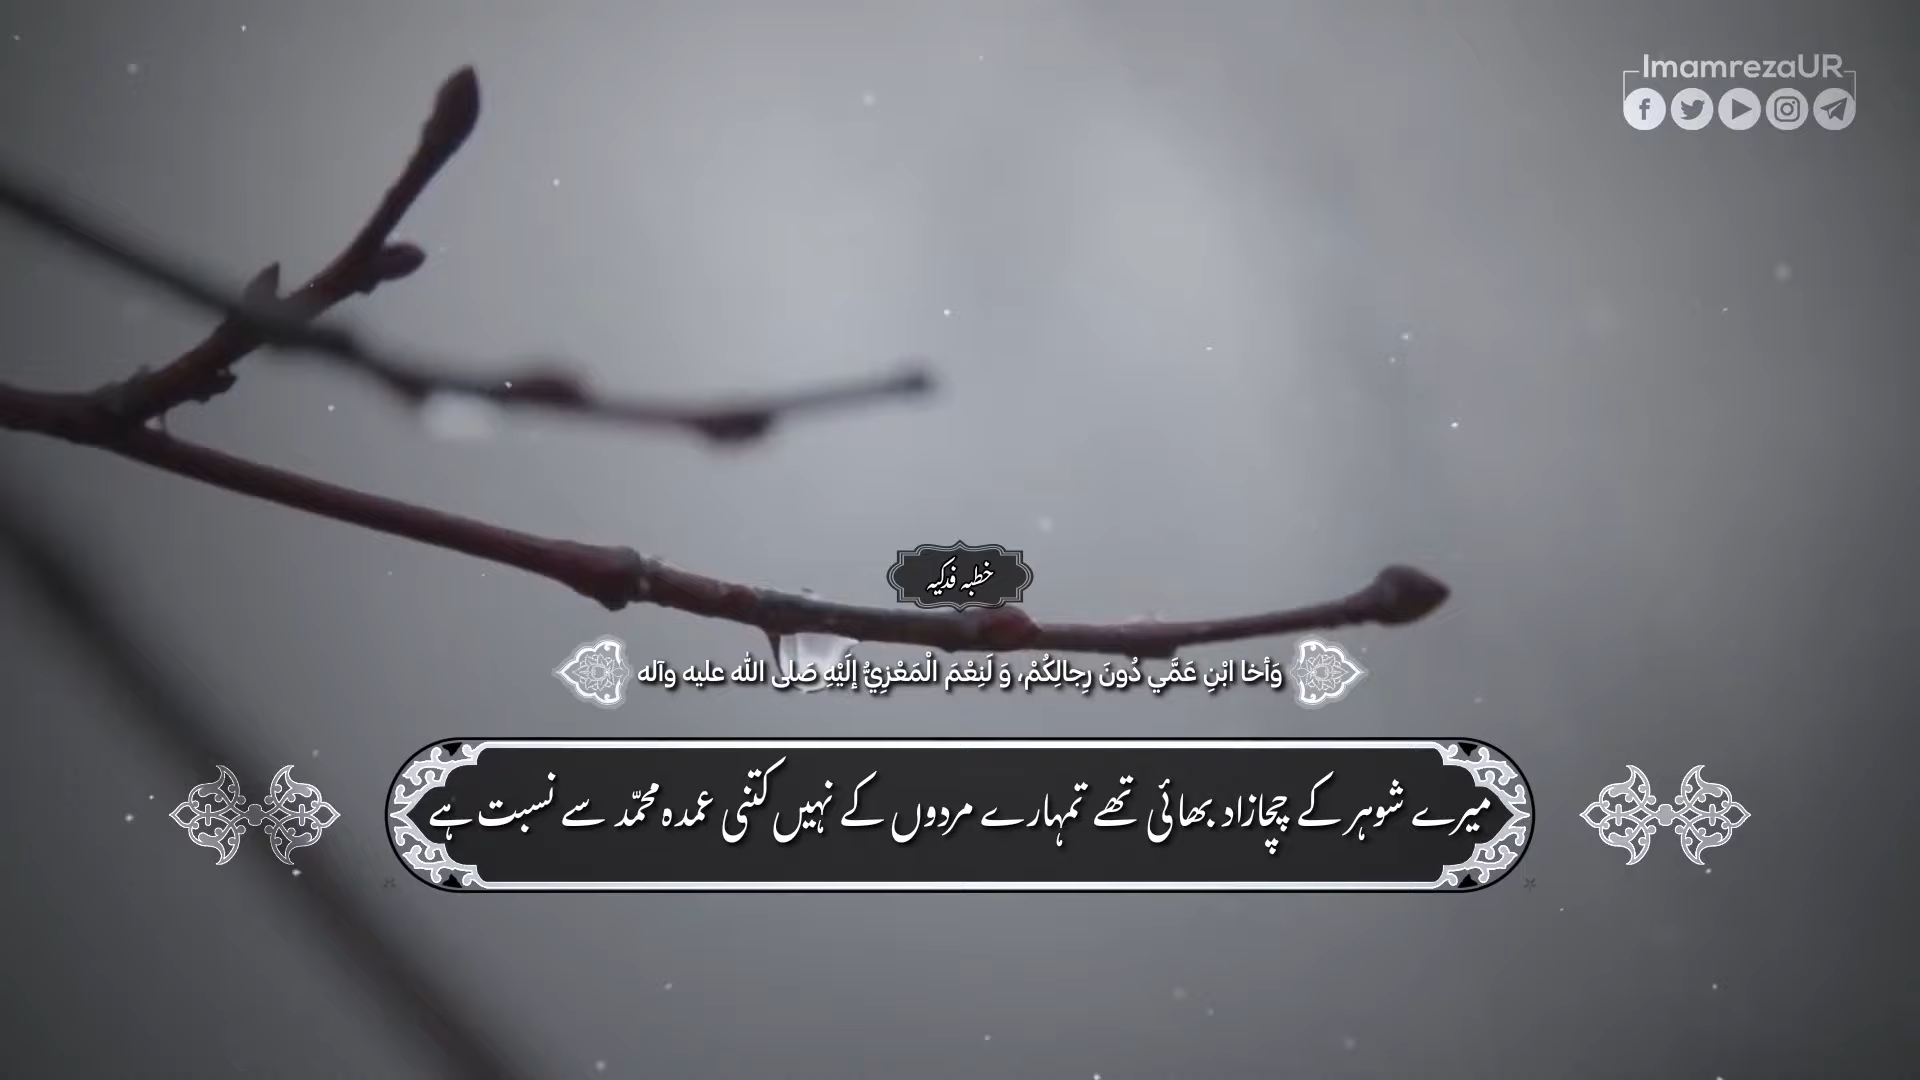 ImamrezaUR
خطبہ فدکیہ
وَأخا ابْنِ عَمَّي دُونَ رِجالِكُمْ، وَ لَنِعْمَ الْمَعْزِيُّ إلَيْهِ صَلى الله عليه وآله
میرے شوہر کے چچازاد بھائی تھے تمہارے مردوں کے نہیں کتنی عمدہ محمّد سے نسبت ہے